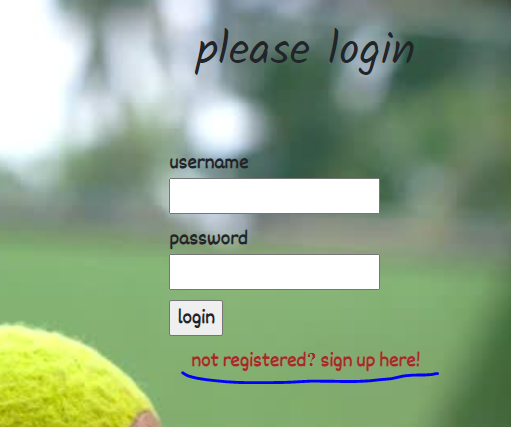 please login
username
password
login
not registered? sign up here!